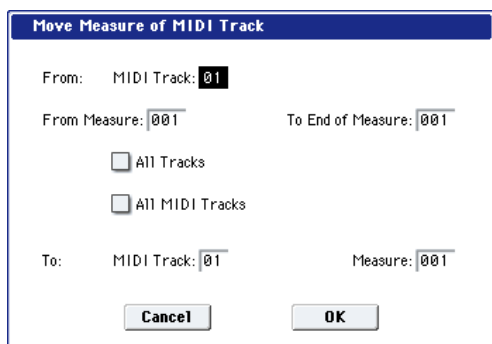 Move Measure of MIDI Track
From: MIDI Track: 01
From Measure: 001 To End of Measure: 001
All Tracks
All MIDI Tracks
To: MIDI Track: 01 Measure: 001
Cancel OK